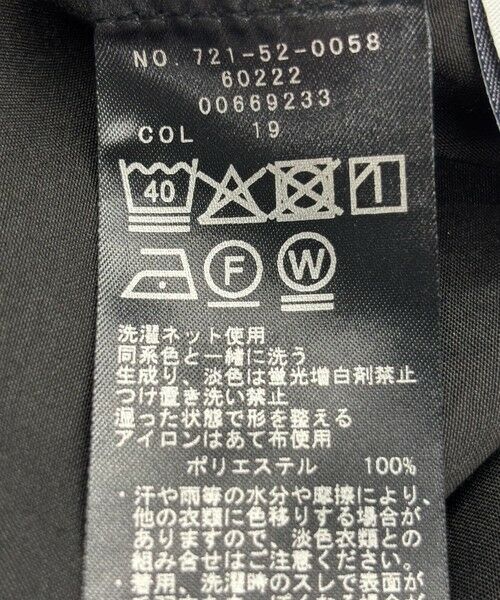 NO. 721-52-0058
60222
00669233
COL 19
40
F W
洗濯ネット使用
同系色と一緒に洗う
生成り、淡色は蛍光増白剤禁止
つけ置き洗い禁止
湿った状態で形を整える
アイロンはあて布使用
ポリエステル 100%
・汗や雨等の水分や摩擦により、
他の衣類に色移りする場合が
ありますので、淡色衣類との
組み合せはご注意ください。
・着用、洗濯時のスレで表面が